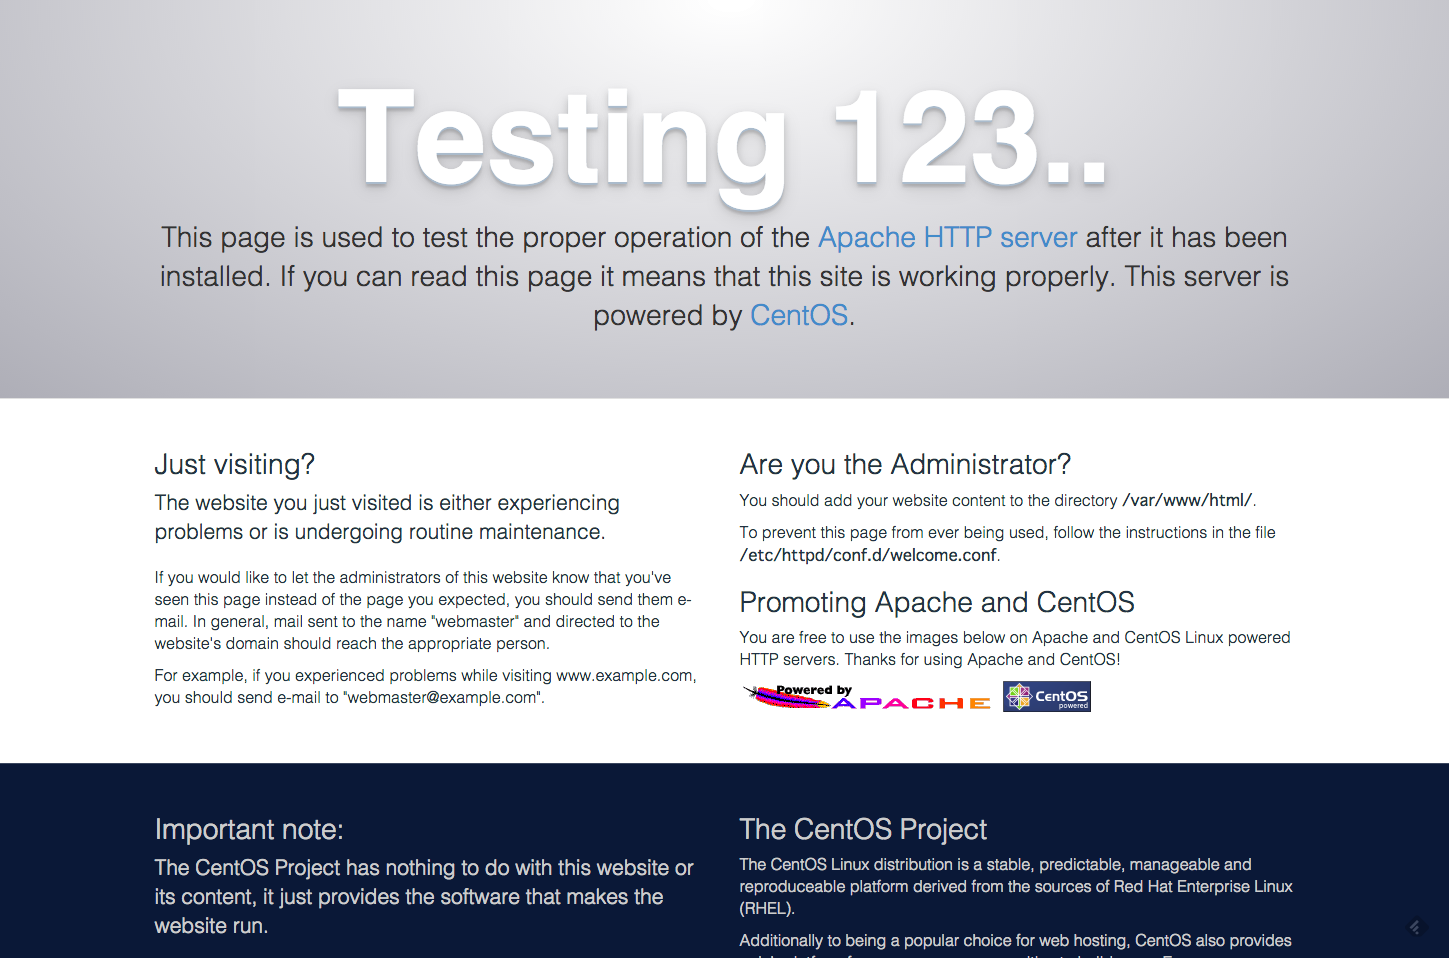 Testing 123..
This page is used to test the proper operation of the Apache HTTP server after it has been
installed. If you can read this page it means that this site is working properly. This server is
powered by CentOS.
Just visiting?
The website you just visited is either experiencing
problems or is undergoing routine maintenance.
If you would like to let the administrators of this website know that you've
seen this page instead of the page you expected, you should send them e-
mail. In general, mail sent to the name "webmaster" and directed to the
website's domain should reach the appropriate person.
For example, if you experienced problems while visiting www.example.com,
you should send e-mail to "webmaster@example.com".
Are you the Administrator?
You should add your website content to the directory /var/www/html/.
To prevent this page from ever being used, follow the instructions in the file
/etc/httpd/conf.d/welcome.conf.
Promoting Apache and CentOS
You are free to use the images below on Apache and CentOS Linux powered
HTTP servers. Thanks for using Apache and CentOS!
Powered by
APACHE
CentOS
powered
Important note:
The CentOS Project has nothing to do with this website or
its content, it just provides the software that makes the
website run.
The CentOS Project
The CentOS Linux distribution is a stable, predictable, manageable and
reproduceable platform derived from the sources of Red Hat Enterprise Linux
(RHEL).
Additionally to being a popular choice for web hosting, CentOS also provides